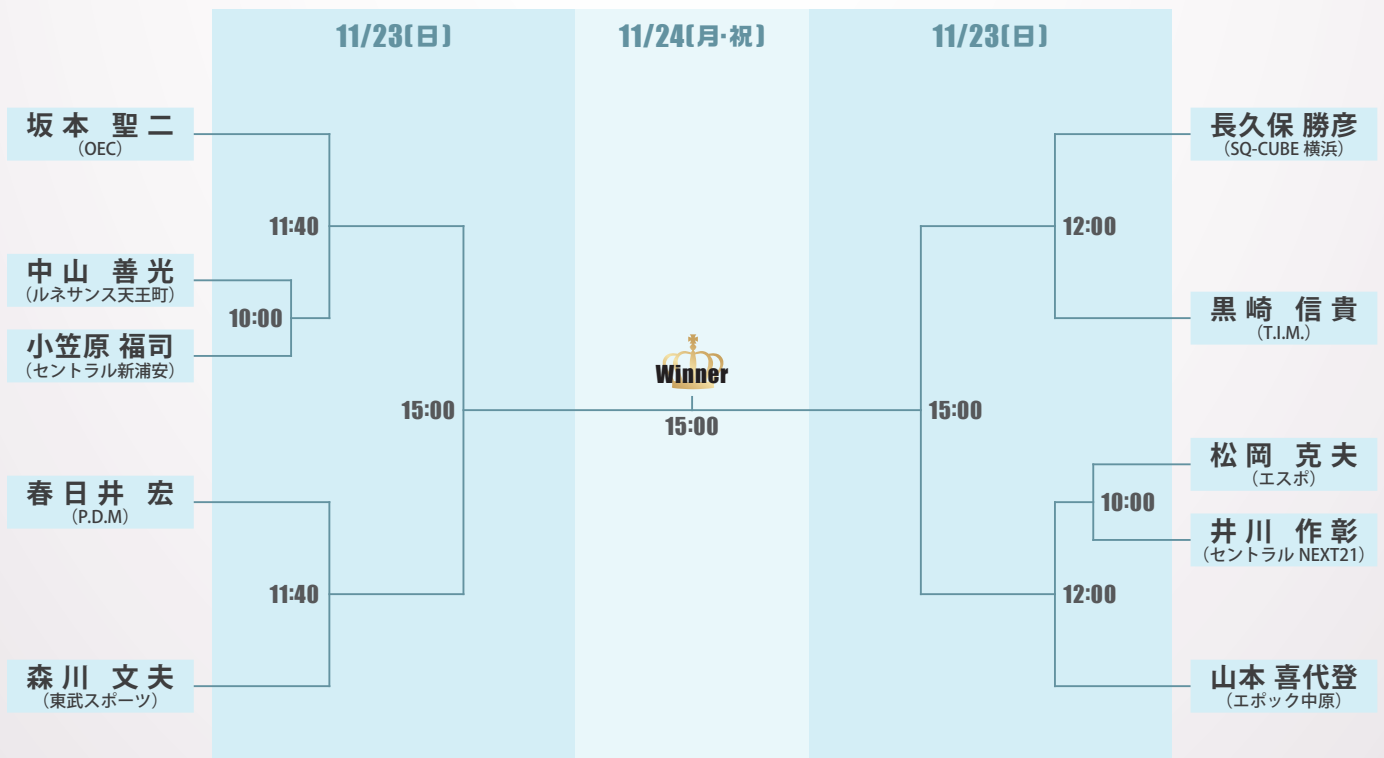 11/23(日)
11/24(月・祝)
11/23(日)
坂本 聖二
（OEC）
11:40
中山 善光
（ルネサンス天王町）
10:00
小笠原 福司
（セントラル新浦安）
15:00
春日井 宏
（P.D.M）
11:40
森川 文夫
（東武スポーツ）
Winner
15:00
長久保 勝彦
（SQ-CUBE 横浜）
12:00
黒崎 信貴
（T.I.M.）
15:00
松岡 克夫
（エスポ）
10:00
井川 作彰
（セントラル NEXT21）
12:00
山本 喜代登
（エポック中原）